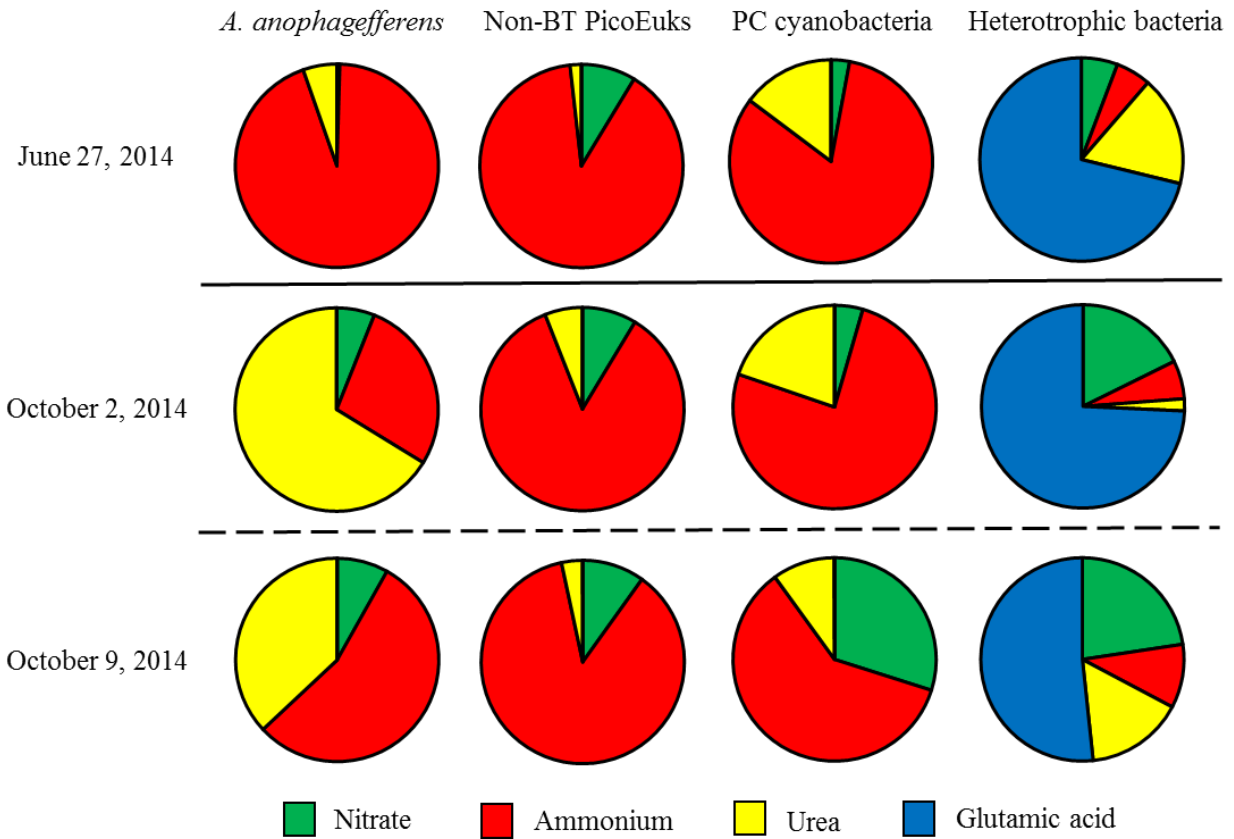 A. anophagefferens Non-BT PicoEuks PC cyanobacteria Heterotrophic bacteria
June 27, 2014
October 2, 2014
October 9, 2014
Nitrate Ammonium Urea Glutamic acid